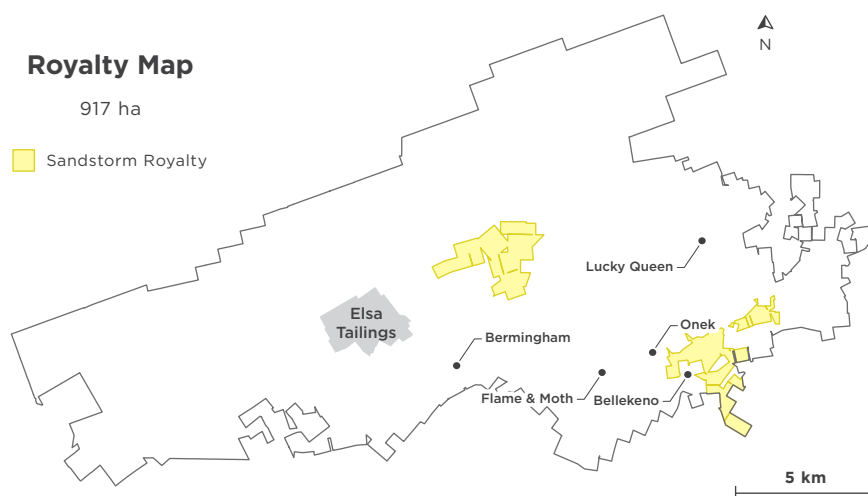 Royalty Map
917 ha
Sandstorm Royalty
N
Lucky Queen
Elsa
Tailings
Onek
Bermingham
Flame & Moth
Bellekeno
5 km